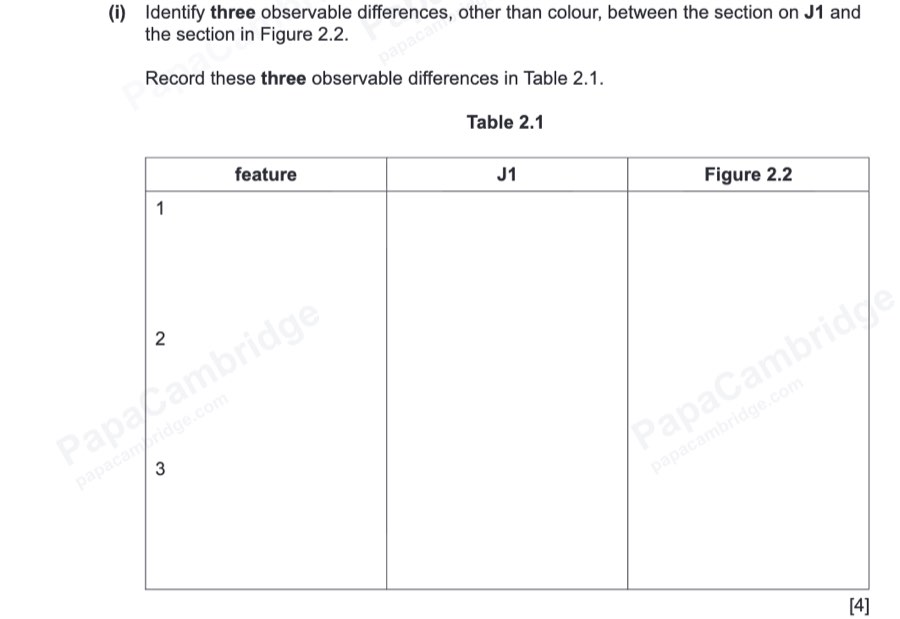 (i) Identify three observable differences, other than colour, between the section on J1 and
the section in Figure 2.2.
Record these three observable differences in Table 2.1.
Table 2.1
feature J1 Figure 2.2
1
2
3
[4]
PapaCambridge
papacambridge.com
PapaCambridge
papacambridge.com